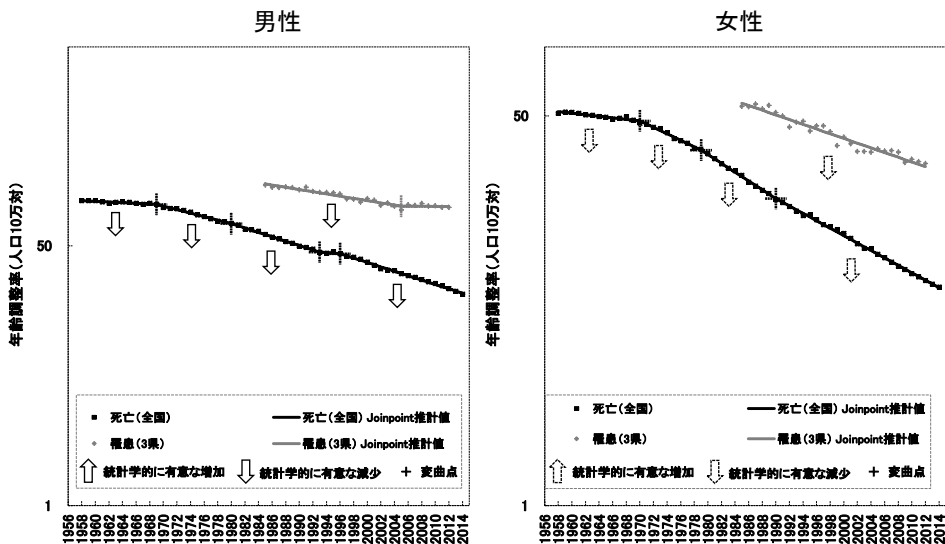 男性
50
1
年齢調整率(人口10万対)
死亡(全国)
死亡(全国) Joinpoint推計値
罹患(3県)
罹患(3県) Joinpoint推計値
統計学的に有意な増加
統計学的に有意な減少
変曲点
1956 1958 1960 1962 1964 1966 1968 1970 1972 1974 1976 1978 1980 1982 1984 1986 1988 1990 1992 1994 1996 1998 2000 2002 2004 2006 2008 2010 2012 2014
女性
50
1
年齢調整率(人口10万対)
死亡(全国)
死亡(全国) Joinpoint推計値
罹患(3県)
罹患(3県) Joinpoint推計値
統計学的に有意な増加
統計学的に有意な減少
変曲点
1956 1958 1960 1962 1964 1966 1968 1970 1972 1974 1976 1978 1980 1982 1984 1986 1988 1990 1992 1994 1996 1998 2000 2002 2004 2006 2008 2010 2012 2014